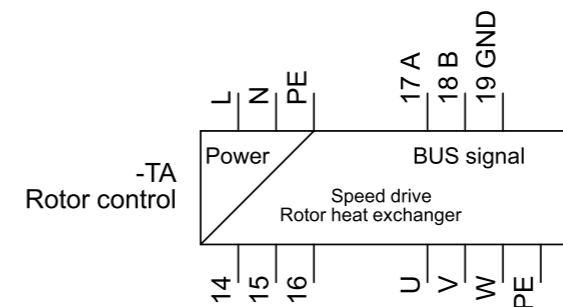 L N PE 17 A 18 B 19 GND
Power BUS signal
-TA
Rotor control
Speed drive
Rotor heat exchanger
14 15 16 U V W PE